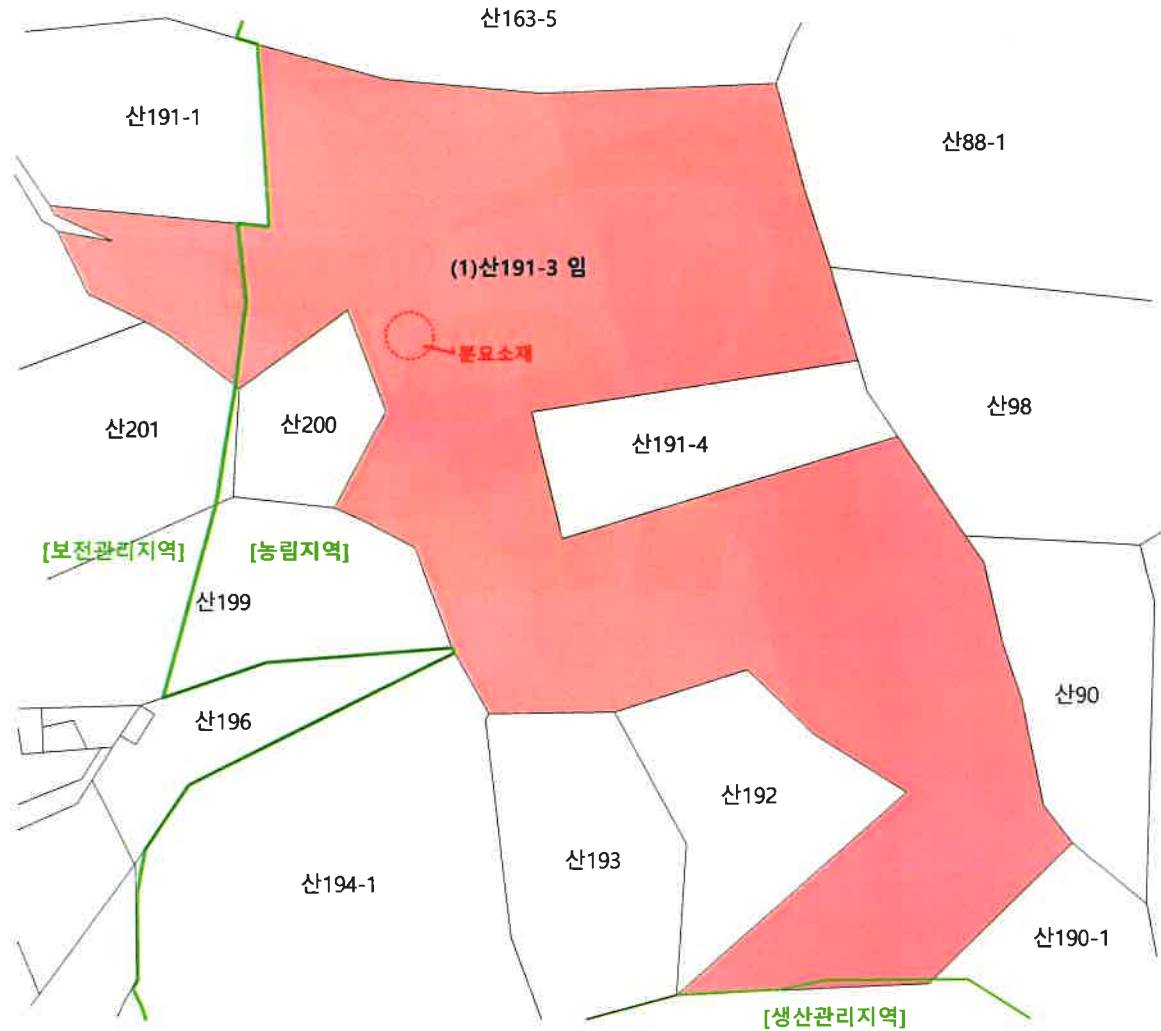 산163-5
산191-1
산88-1
(1)산191-3 임
분묘소재
산98
산200
산201
산191-4
[보전관리지역]
[농림지역]
산199
산90
산196
산192
산193
산194-1
산190-1
[생산관리지역]